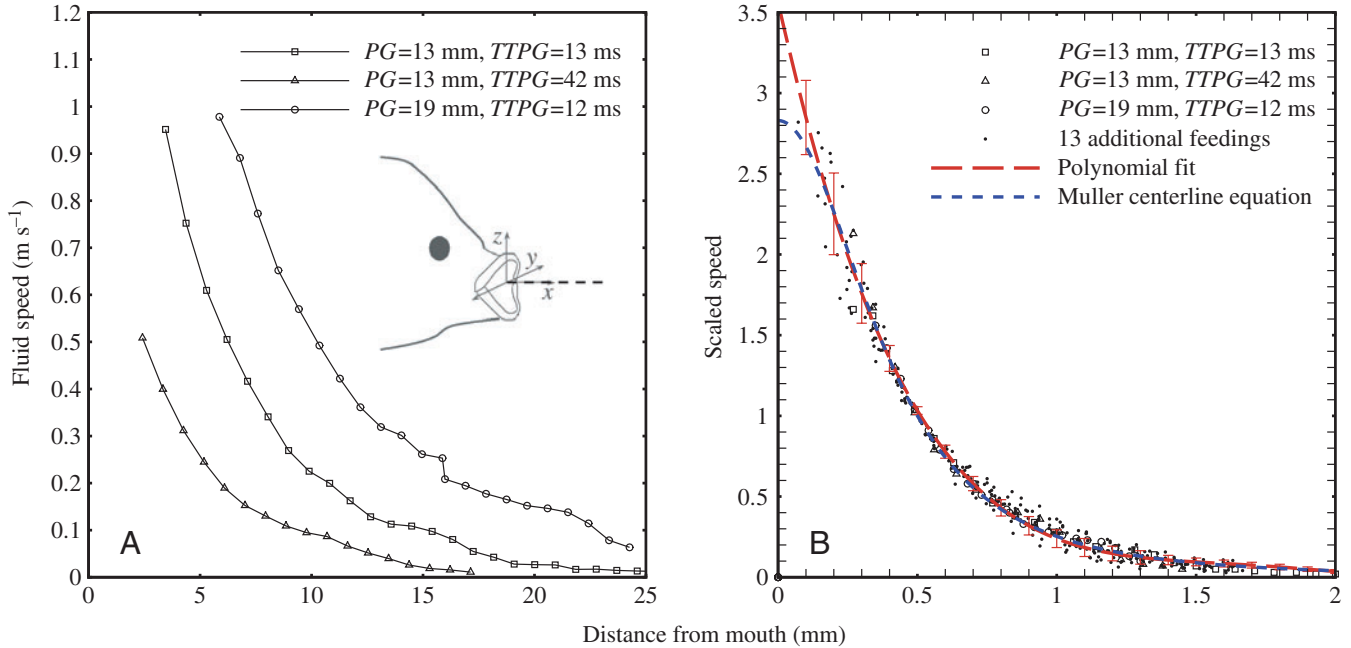 1.2
1.1
1
0.9
0.8
0.7
0.6
0.5
0.4
0.3
0.2
0.1
0
Fluid speed (m s⁻¹)
PG=13 mm, TTPG=13 ms
PG=13 mm, TTPG=42 ms
PG=19 mm, TTPG=12 ms
z
y
x
A
0 5 10 15 20 25
3.5
3
2.5
2
1.5
1
0.5
0
Scaled speed
PG=13 mm, TTPG=13 ms
PG=13 mm, TTPG=42 ms
PG=19 mm, TTPG=12 ms
13 additional feedings
Polynomial fit
Muller centerline equation
B
0 0.5 1 1.5 2
Distance from mouth (mm)